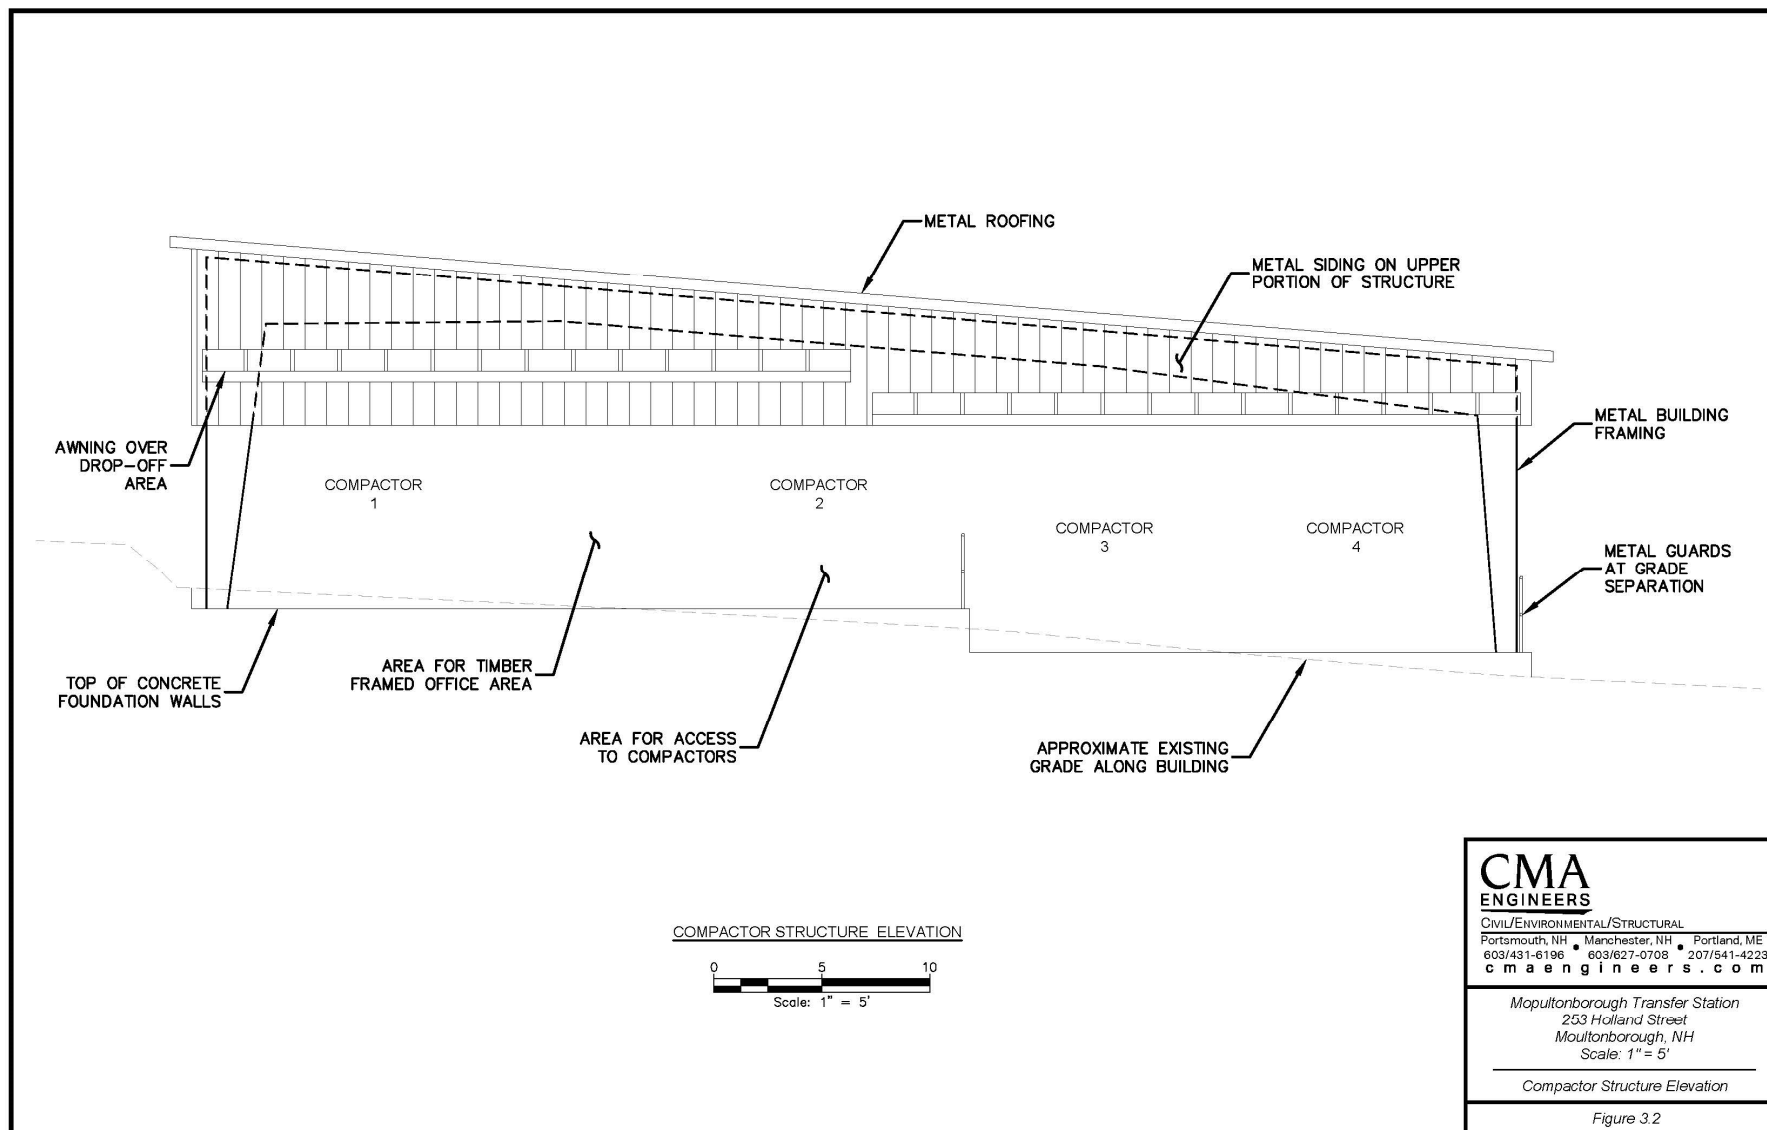 METAL ROOFING
METAL SIDING ON UPPER
PORTION OF STRUCTURE
METAL BUILDING
FRAMING
AWNING OVER
DROP-OFF
AREA
COMPACTOR
1
COMPACTOR
2
COMPACTOR
3
COMPACTOR
4
METAL GUARDS
AT GRADE
SEPARATION
TOP OF CONCRETE
FOUNDATION WALLS
AREA FOR TIMBER
FRAMED OFFICE AREA
AREA FOR ACCESS
TO COMPACTORS
APPROXIMATE EXISTING
GRADE ALONG BUILDING
COMPACTOR STRUCTURE ELEVATION
0 5 10
Scale: 1" = 5'
CMA
ENGINEERS
CIVIL/ENVIRONMENTAL/STRUCTURAL
Portsmouth, NH • Manchester, NH • Portland, ME
603/431-6196 603/627-0708 207/541-4223
cmaengineers.com
Mopultonborough Transfer Station
253 Holland Street
Moultonborough, NH
Scale: 1" = 5'
Compactor Structure Elevation
Figure 3.2